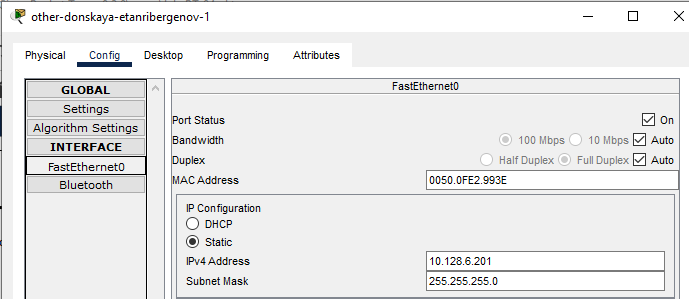 other-donskaya-etanribergenov-1
Physical Config Desktop Programming Attributes
GLOBAL
Settings
Algorithm Settings
INTERFACE
FastEthernet0
Bluetooth
FastEthernet0
Port Status On
Bandwidth 100 Mbps 10 Mbps Auto
Duplex Half Duplex Full Duplex Auto
MAC Address 0050.0FE2.993E
IP Configuration
DHCP
Static
IPv4 Address 10.128.6.201
Subnet Mask 255.255.255.0